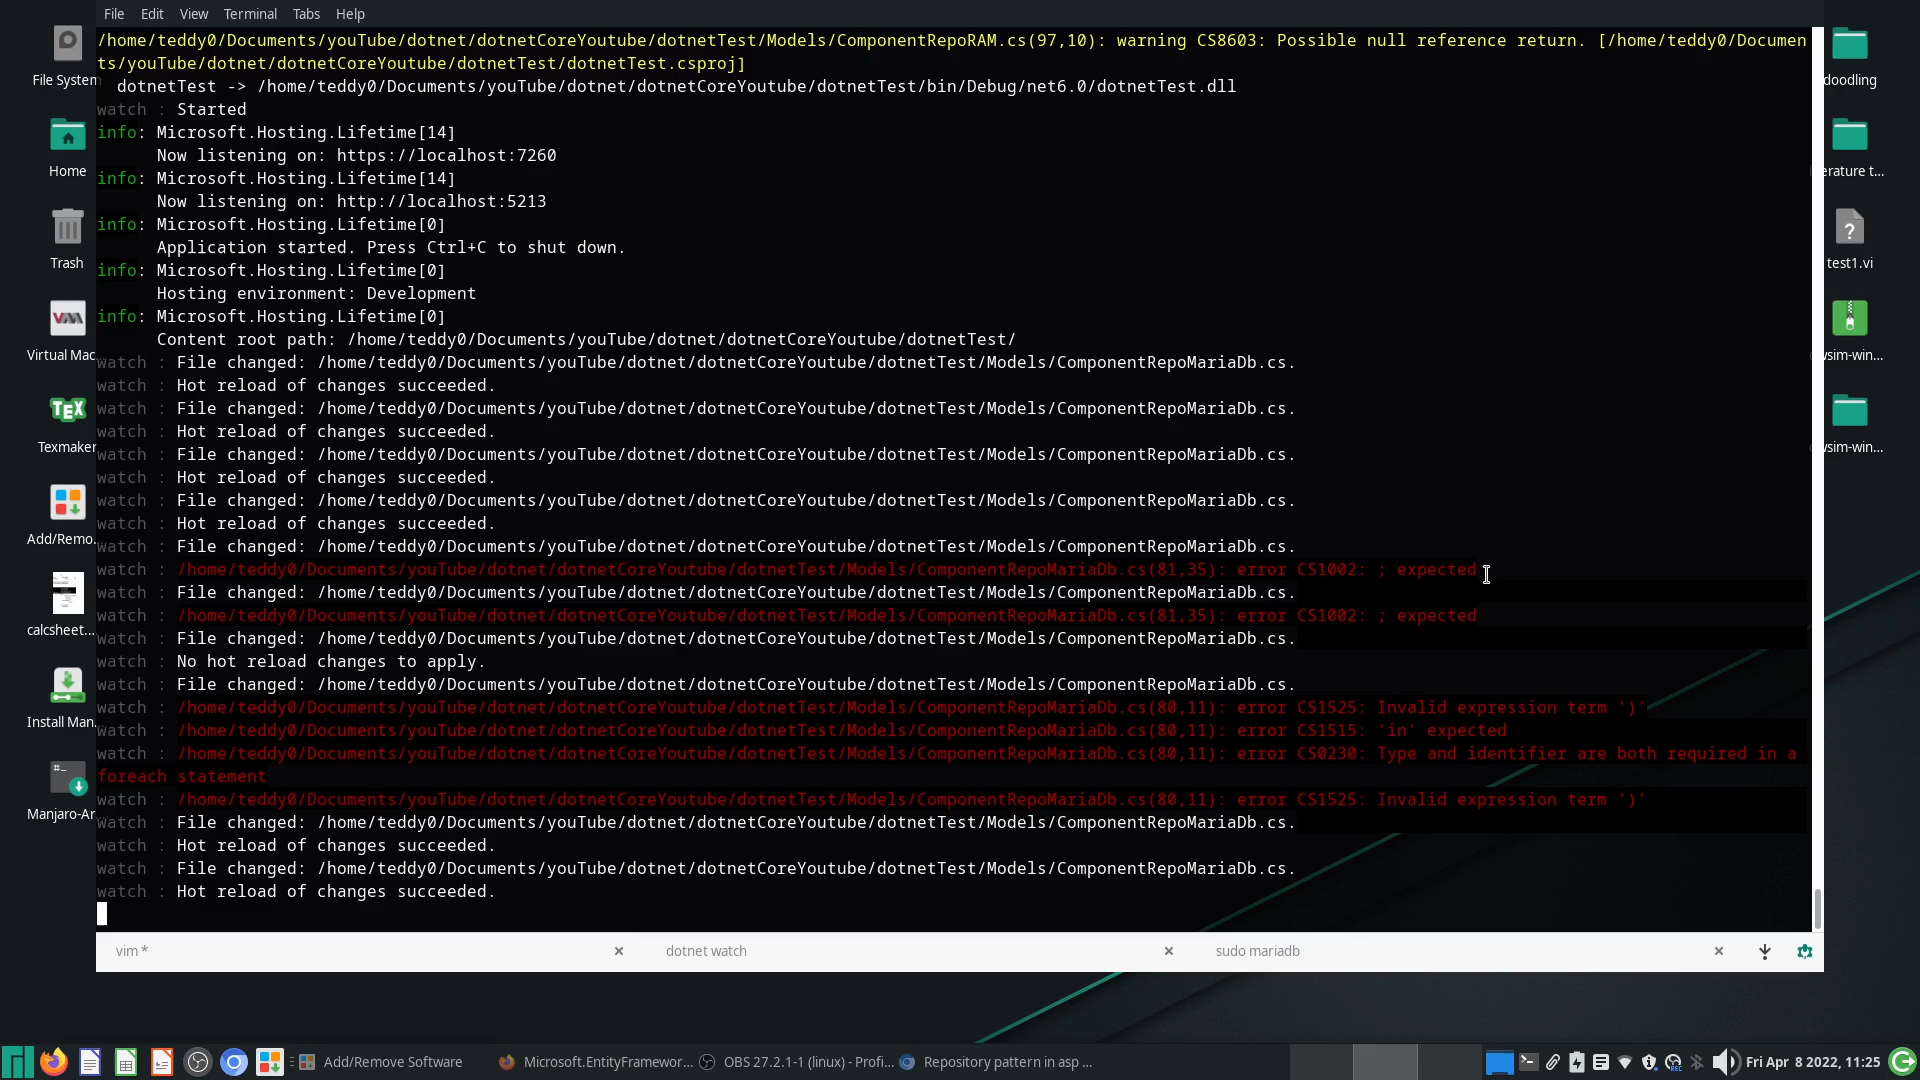 File Edit View Terminal Tabs Help
/home/teddy0/Documents/youTube/dotnet/dotnetCoreYoutube/dotnetTest/Models/ComponentRepoRAM.cs(97,10): warning CS8603: Possible null reference return. [/home/teddy0/Documen
ts/youTube/dotnet/dotnetCoreYoutube/dotnetTest/dotnetTest.csproj]
dotnetTest -> /home/teddy0/Documents/youTube/dotnet/dotnetCoreYoutube/dotnetTest/bin/Debug/net6.0/dotnetTest.dll
watch : Started
info: Microsoft.Hosting.Lifetime[14]
Now listening on: https://localhost:7260
info: Microsoft.Hosting.Lifetime[14]
Now listening on: http://localhost:5213
info: Microsoft.Hosting.Lifetime[0]
Application started. Press Ctrl+C to shut down.
info: Microsoft.Hosting.Lifetime[0]
Hosting environment: Development
info: Microsoft.Hosting.Lifetime[0]
Content root path: /home/teddy0/Documents/youTube/dotnet/dotnetCoreYoutube/dotnetTest/
watch : File changed: /home/teddy0/Documents/youTube/dotnet/dotnetCoreYoutube/dotnetTest/Models/ComponentRepoMariaDb.cs.
watch : Hot reload of changes succeeded.
watch : File changed: /home/teddy0/Documents/youTube/dotnet/dotnetCoreYoutube/dotnetTest/Models/ComponentRepoMariaDb.cs.
watch : Hot reload of changes succeeded.
watch : File changed: /home/teddy0/Documents/youTube/dotnet/dotnetCoreYoutube/dotnetTest/Models/ComponentRepoMariaDb.cs.
watch : Hot reload of changes succeeded.
watch : File changed: /home/teddy0/Documents/youTube/dotnet/dotnetCoreYoutube/dotnetTest/Models/ComponentRepoMariaDb.cs.
watch : Hot reload of changes succeeded.
watch : File changed: /home/teddy0/Documents/youTube/dotnet/dotnetCoreYoutube/dotnetTest/Models/ComponentRepoMariaDb.cs.
watch : /home/teddy0/Documents/youTube/dotnet/dotnetCoreYoutube/dotnetTest/Models/ComponentRepoMariaDb.cs(81,35): error CS1002: ; expected
watch : File changed: /home/teddy0/Documents/youTube/dotnet/dotnetCoreYoutube/dotnetTest/Models/ComponentRepoMariaDb.cs.
watch : /home/teddy0/Documents/youTube/dotnet/dotnetCoreYoutube/dotnetTest/Models/ComponentRepoMariaDb.cs(81,35): error CS1002: ; expected
watch : File changed: /home/teddy0/Documents/youTube/dotnet/dotnetCoreYoutube/dotnetTest/Models/ComponentRepoMariaDb.cs.
watch : No hot reload changes to apply.
watch : File changed: /home/teddy0/Documents/youTube/dotnet/dotnetCoreYoutube/dotnetTest/Models/ComponentRepoMariaDb.cs.
watch : /home/teddy0/Documents/youTube/dotnet/dotnetCoreYoutube/dotnetTest/Models/ComponentRepoMariaDb.cs(80,11): error CS1525: Invalid expression term ')'
watch : /home/teddy0/Documents/youTube/dotnet/dotnetCoreYoutube/dotnetTest/Models/ComponentRepoMariaDb.cs(80,11): error CS1515: 'in' expected
watch : /home/teddy0/Documents/youTube/dotnet/dotnetCoreYoutube/dotnetTest/Models/ComponentRepoMariaDb.cs(80,11): error CS0230: Type and identifier are both required in a
foreach statement
watch : /home/teddy0/Documents/youTube/dotnet/dotnetCoreYoutube/dotnetTest/Models/ComponentRepoMariaDb.cs(80,11): error CS1525: Invalid expression term ')'
watch : File changed: /home/teddy0/Documents/youTube/dotnet/dotnetCoreYoutube/dotnetTest/Models/ComponentRepoMariaDb.cs.
watch : Hot reload of changes succeeded.
watch : File changed: /home/teddy0/Documents/youTube/dotnet/dotnetCoreYoutube/dotnetTest/Models/ComponentRepoMariaDb.cs.
watch : Hot reload of changes succeeded.
vim * dotnet watch sudo mariadb
File System
Home
Trash
Virtual Mac
TEX
Texmaker
Add/Remo.
calcsheet...
Install Man.
Manjaro-Ar
doodling
erature t...
test1.vi
wsim-win...
wsim-win...
Add/Remove Software Microsoft.EntityFramewor... OBS 27.2.1-1 (linux) - Profi... Repository pattern in asp ... Fri Apr 8 2022, 11:25